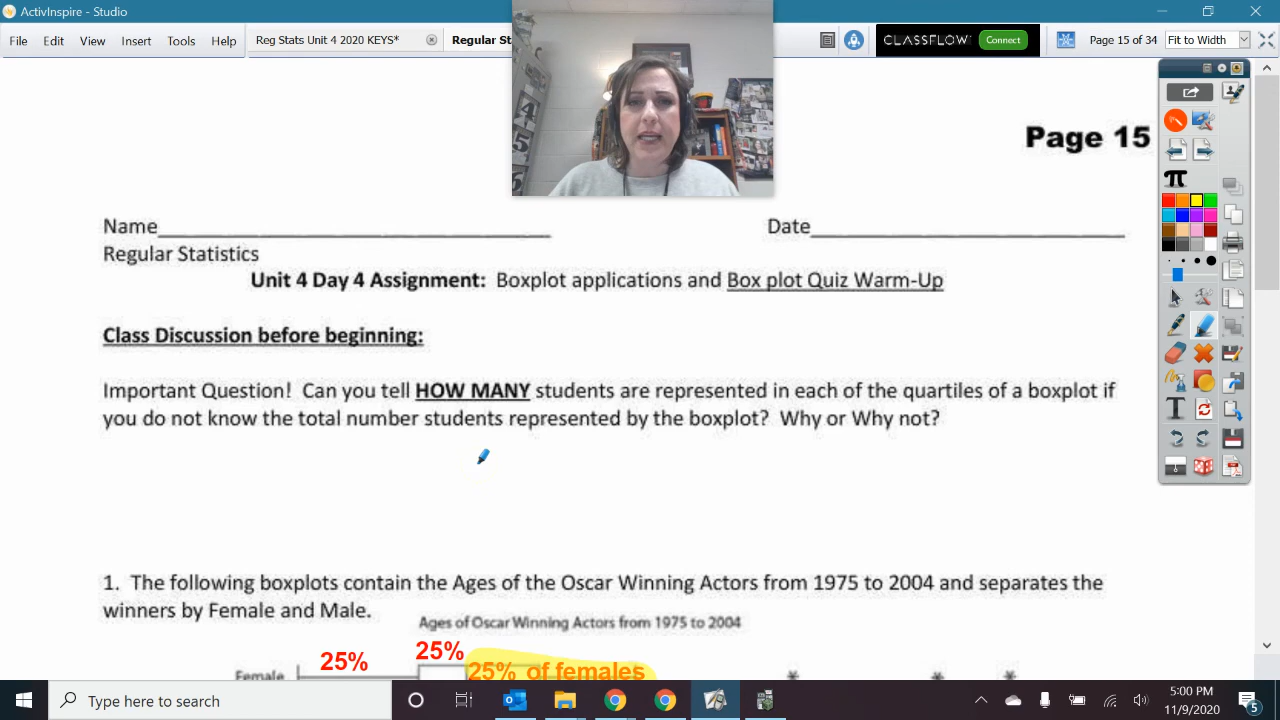 ActivInspire - Studio
File Edit View Insert Tools Help
Reg Stats Unit 4 2020 KEYS*
Regular St
CLASSFLOW Connect
Page 15 of 34
Fit to Width
Page 15
Name Date
Regular Statistics
Unit 4 Day 4 Assignment: Boxplot applications and Box plot Quiz Warm-Up
Class Discussion before beginning:
Important Question! Can you tell HOW MANY students are represented in each of the quartiles of a boxplot if
you do not know the total number students represented by the boxplot? Why or Why not?
1. The following boxplots contain the Ages of the Oscar Winning Actors from 1975 to 2004 and separates the
winners by Female and Male.
Ages of Oscar Winning Actors from 1975 to 2004
25%
25%
Female
25% of females
Type here to search
5:00 PM
11/9/2020
5